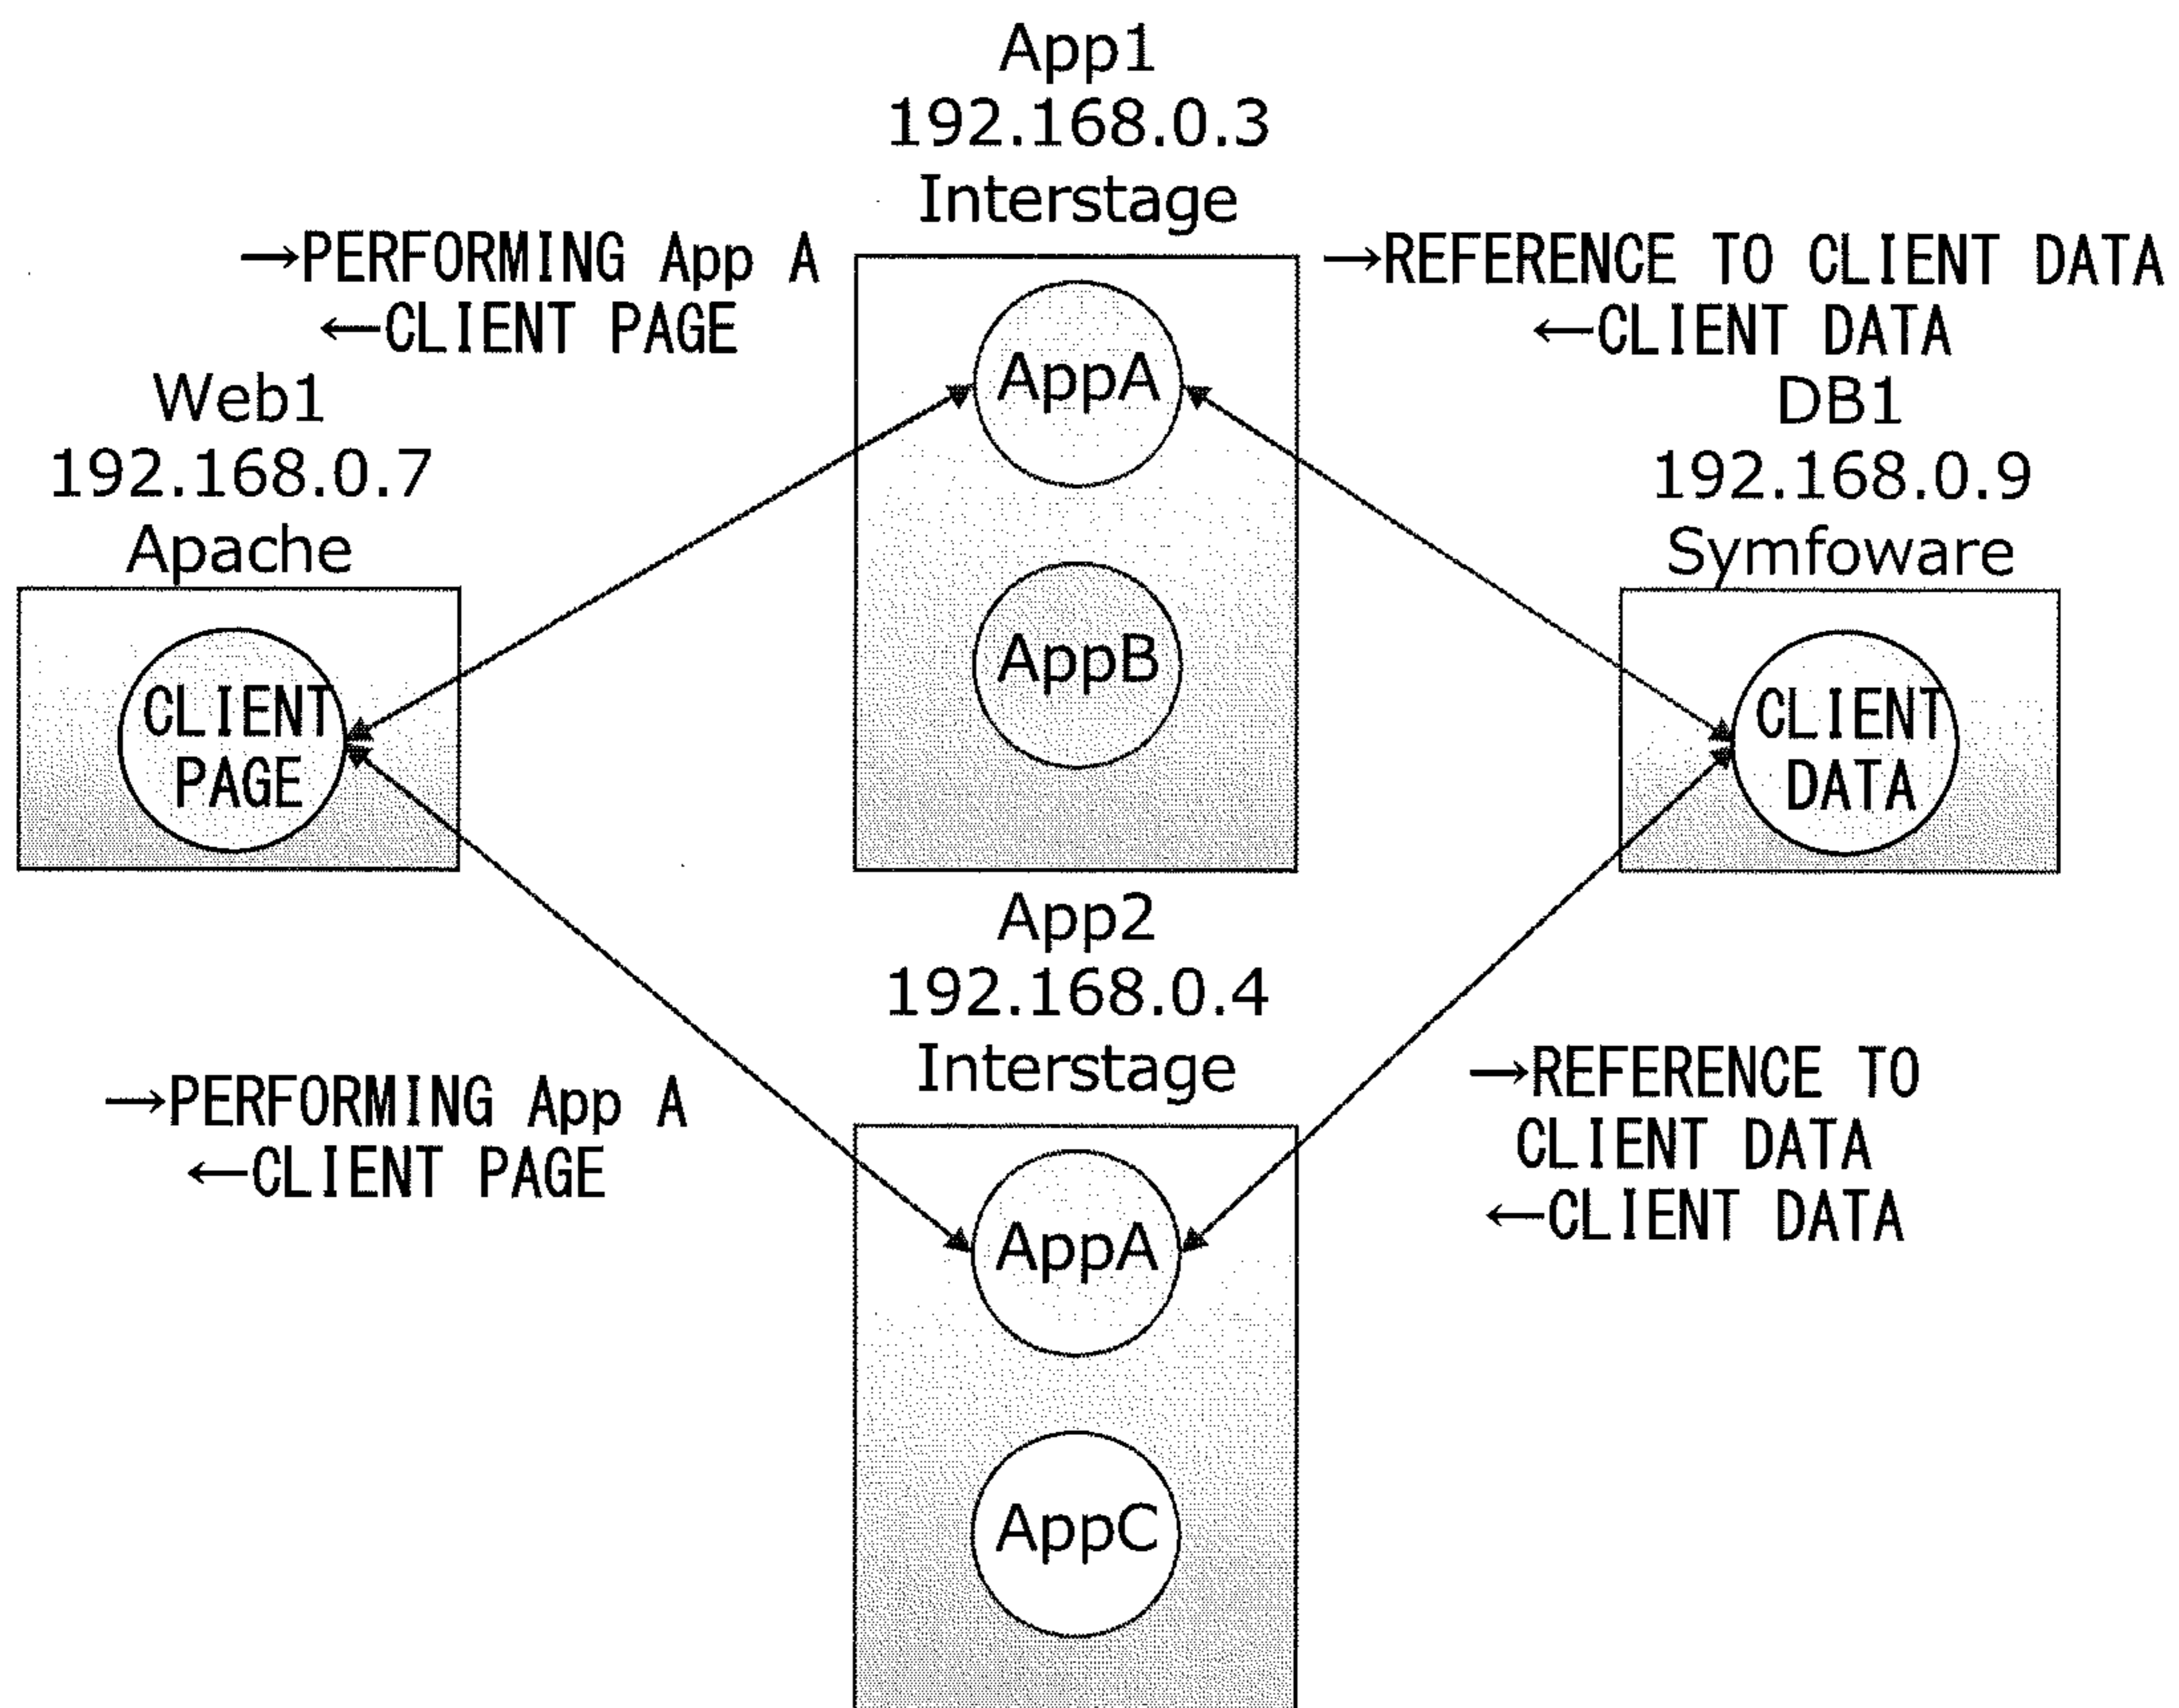 App1
192.168.0.3
Interstage
→PERFORMING App A
←CLIENT PAGE
→REFERENCE TO CLIENT DATA
←CLIENT DATA
Web1
192.168.0.7
Apache
DB1
192.168.0.9
Symfoware
AppA
AppB
CLIENT
PAGE
CLIENT
DATA
App2
192.168.0.4
Interstage
→PERFORMING App A
←CLIENT PAGE
→REFERENCE TO
CLIENT DATA
←CLIENT DATA
AppA
AppC